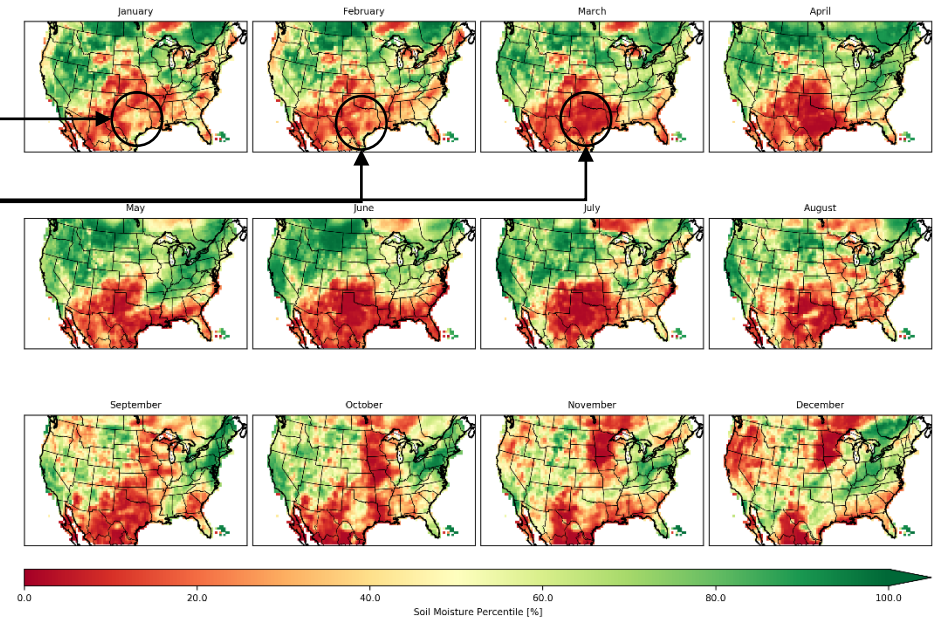 January February March April
May June July August
September October November December
0.0 20.0 40.0 60.0 80.0 100.0
Soil Moisture Percentile [%]